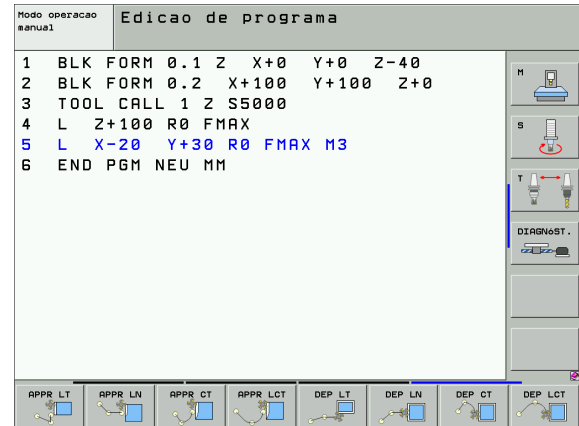 Modo operacao
manual
Edicao de programa
1 BLK FORM 0.1 Z X+0 Y+0 Z-40
2 BLK FORM 0.2 X+100 Y+100 Z+0
3 TOOL CALL 1 Z S5000
4 L Z+100 R0 FMAX
5 L X-20 Y+30 R0 FMAX M3
6 END PGM NEU MM
M
S
T
DIAGNóST.
APPR LT APPR LN APPR CT APPR LCT DEP LT DEP LN DEP CT DEP LCT